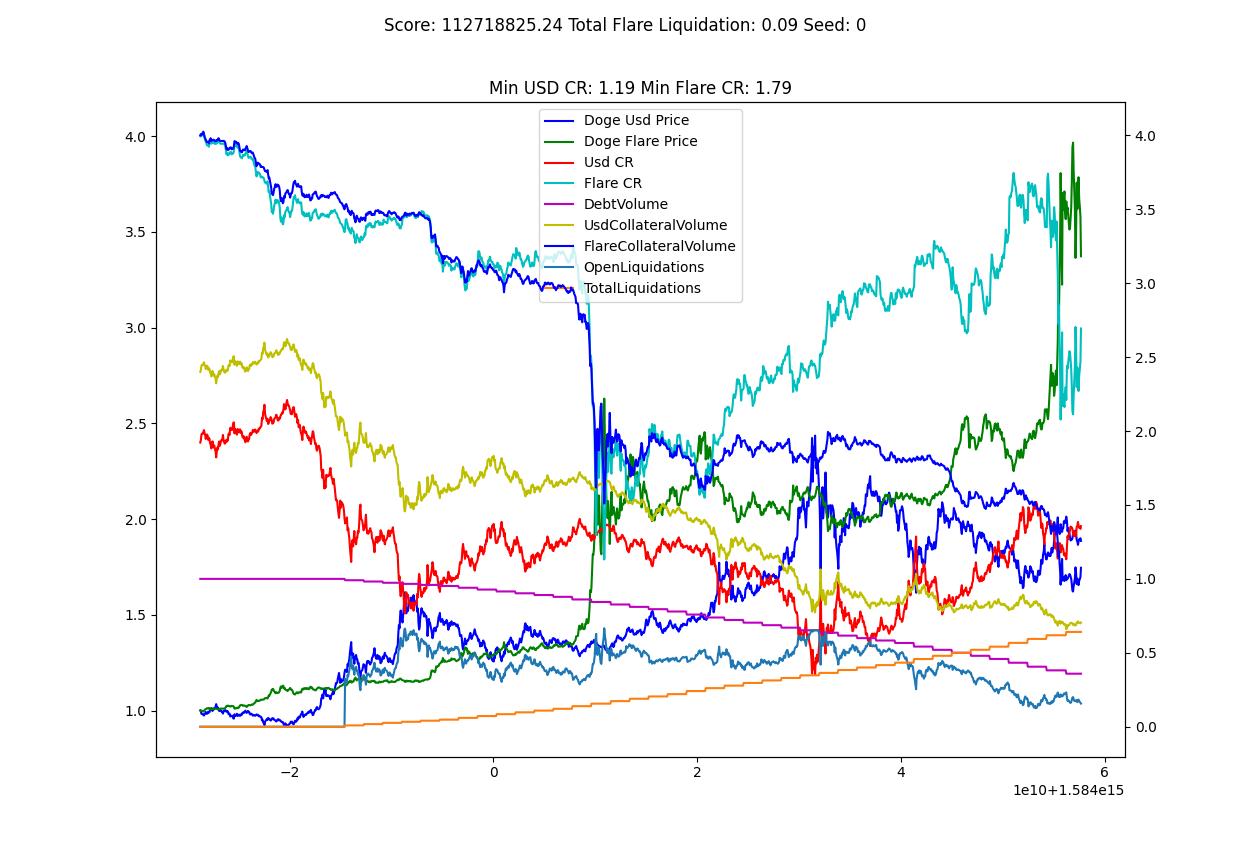 Score: 112718825.24 Total Flare Liquidation: 0.09 Seed: 0
Min USD CR: 1.19 Min Flare CR: 1.79
Doge Usd Price
Doge Flare Price
Usd CR
Flare CR
DebtVolume
UsdCollateralVolume
FlareCollateralVolume
OpenLiquidations
TotalLiquidations
4.0
3.5
3.0
2.5
2.0
1.5
1.0
4.0
3.5
3.0
2.5
2.0
1.5
1.0
0.5
0.0
−2
0
2
4
6
1e10+1.584e15